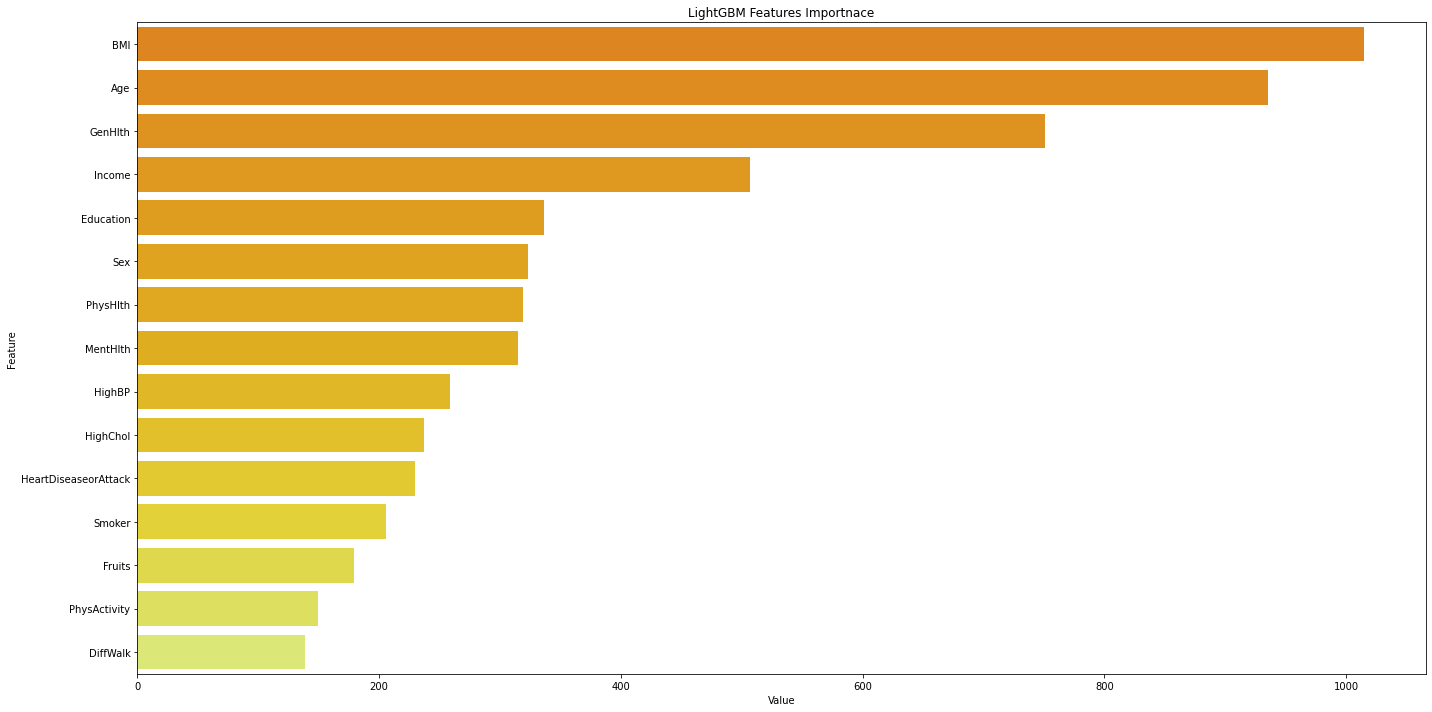 LightGBM Features Importnace
BMI
Age
GenHlth
Income
Education
Sex
PhysHlth
MentHlth
HighBP
HighChol
HeartDiseaseorAttack
Smoker
Fruits
PhysActivity
DiffWalk
Feature
0 200 400 600 800 1000
Value